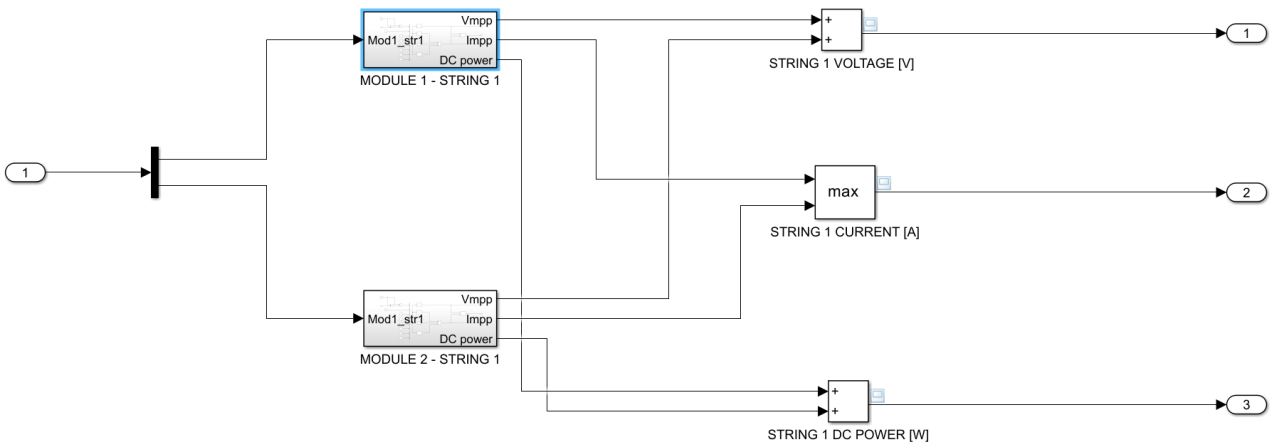 Vmpp
Mod1_str1
Impp
DC power
MODULE 1 - STRING 1
+
+
STRING 1 VOLTAGE [V]
1
1
max
STRING 1 CURRENT [A]
2
Vmpp
Mod1_str1
Impp
DC power
MODULE 2 - STRING 1
+
+
STRING 1 DC POWER [W]
3